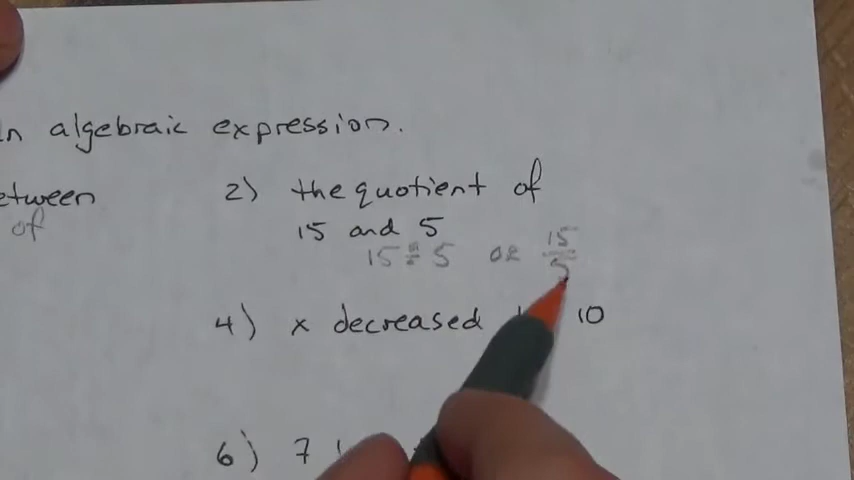 algebraic expression.
2) the quotient of
of
15 and 5
15 ÷ 5 or 15/5
4) x decreased 10
6) 7